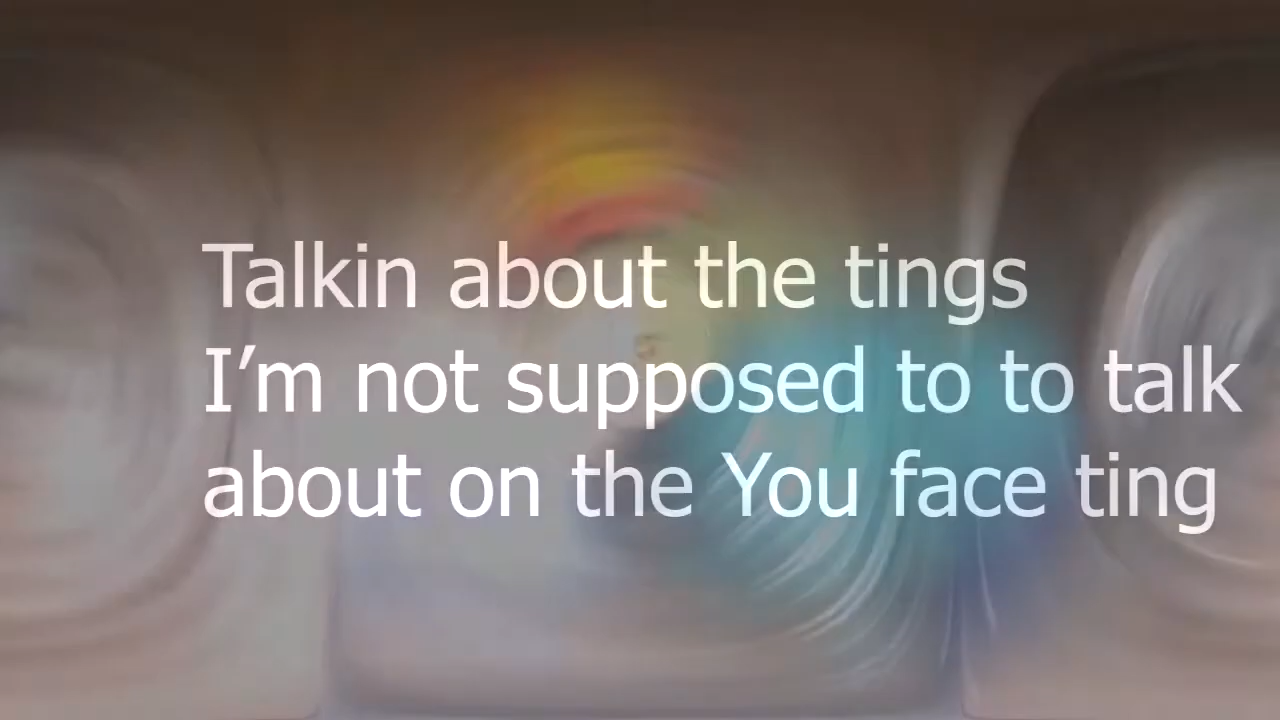 Talkin about the tings
I’m not supposed to to talk
about on the You face ting